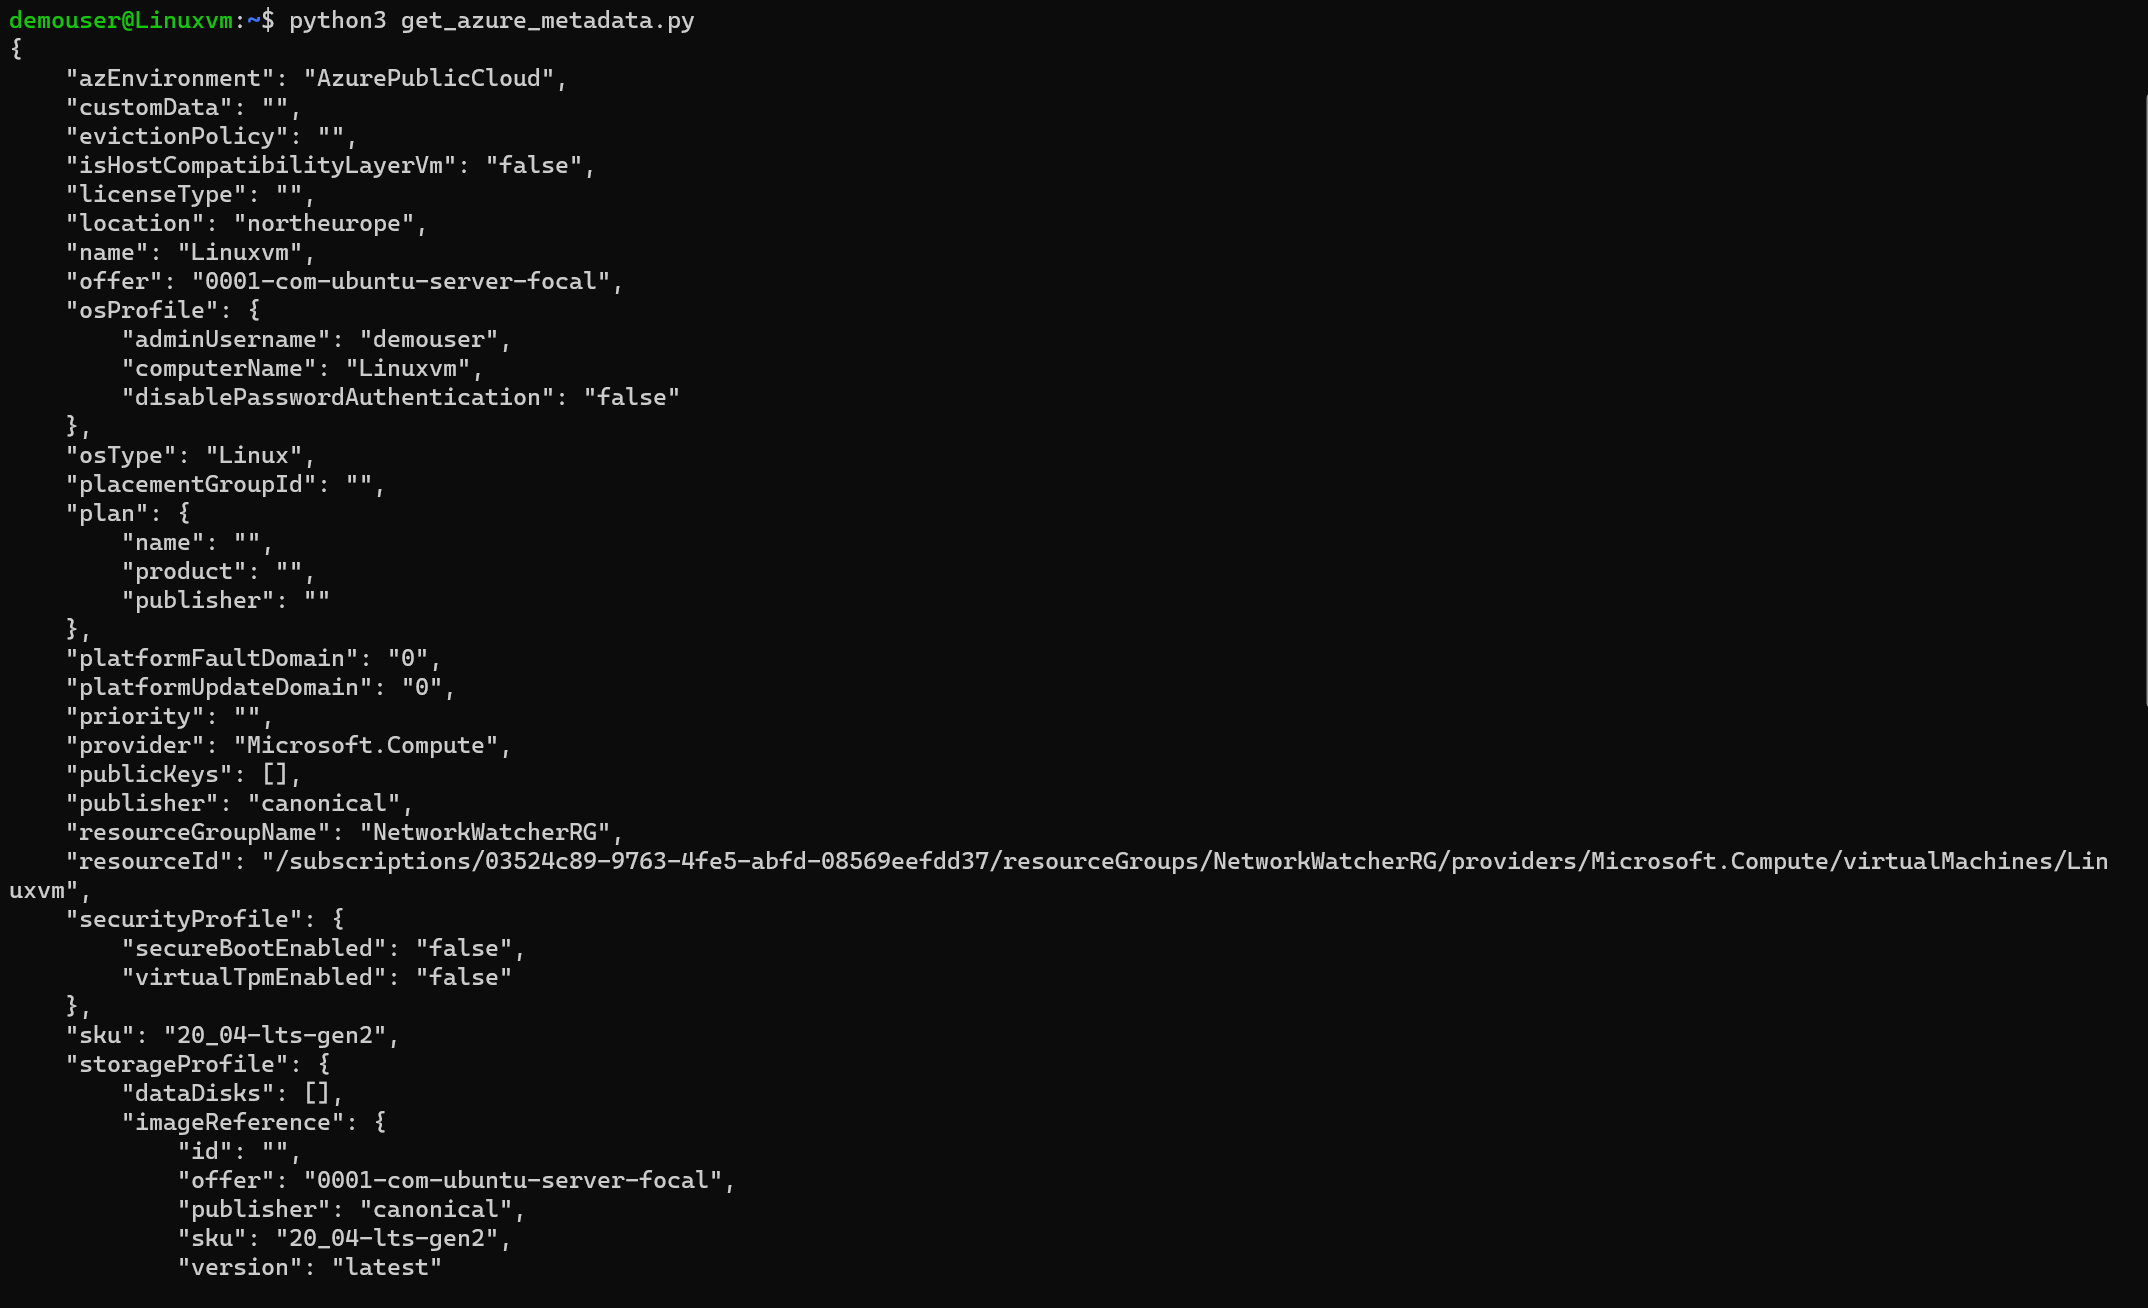 demouser@Linuxvm:~$ python3 get_azure_metadata.py
{
    "azEnvironment": "AzurePublicCloud",
    "customData": "",
    "evictionPolicy": "",
    "isHostCompatibilityLayerVm": "false",
    "licenseType": "",
    "location": "northeurope",
    "name": "Linuxvm",
    "offer": "0001-com-ubuntu-server-focal",
    "osProfile": {
        "adminUsername": "demouser",
        "computerName": "Linuxvm",
        "disablePasswordAuthentication": "false"
    },
    "osType": "Linux",
    "placementGroupId": "",
    "plan": {
        "name": "",
        "product": "",
        "publisher": ""
    },
    "platformFaultDomain": "0",
    "platformUpdateDomain": "0",
    "priority": "",
    "provider": "Microsoft.Compute",
    "publicKeys": [],
    "publisher": "canonical",
    "resourceGroupName": "NetworkWatcherRG",
    "resourceId": "/subscriptions/03524c89-9763-4fe5-abfd-08569eefdd37/resourceGroups/NetworkWatcherRG/providers/Microsoft.Compute/virtualMachines/Lin
uxvm",
    "securityProfile": {
        "secureBootEnabled": "false",
        "virtualTpmEnabled": "false"
    },
    "sku": "20_04-lts-gen2",
    "storageProfile": {
        "dataDisks": [],
        "imageReference": {
            "id": "",
            "offer": "0001-com-ubuntu-server-focal",
            "publisher": "canonical",
            "sku": "20_04-lts-gen2",
            "version": "latest"